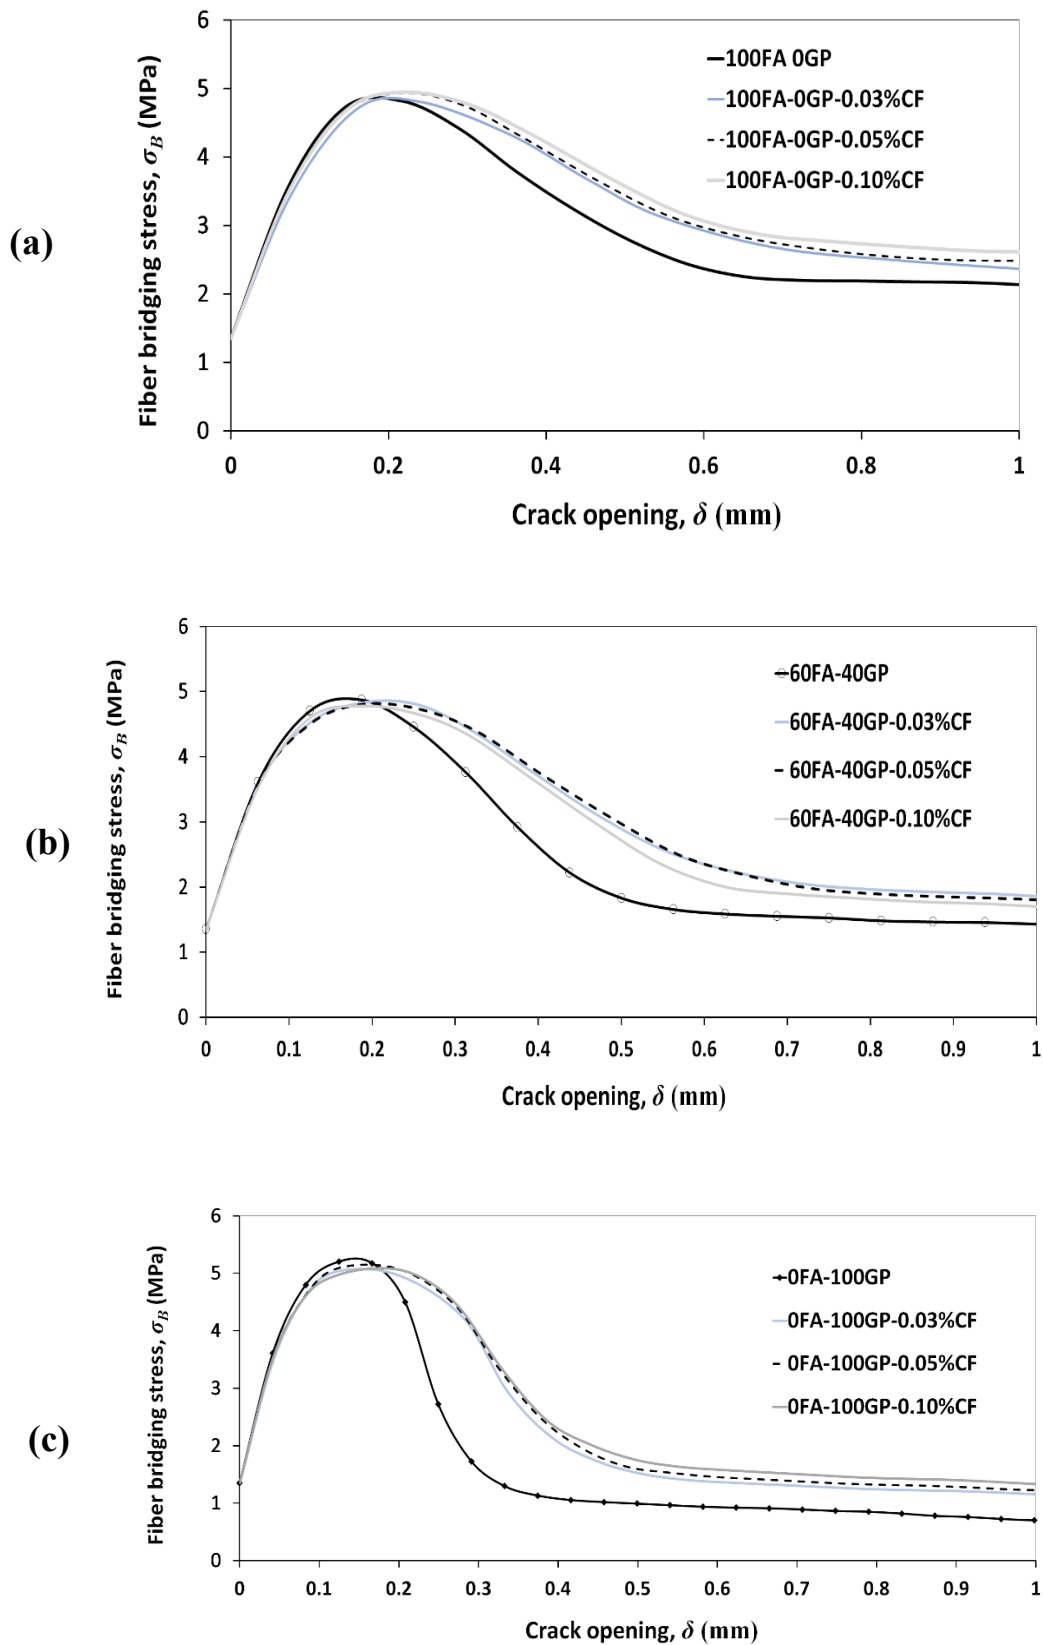 6
5
4
3
2
1
0
Fiber bridging stress, σB (MPa)
(a)
100FA 0GP
100FA-0GP-0.03%CF
100FA-0GP-0.05%CF
100FA-0GP-0.10%CF
0 0.2 0.4 0.6 0.8 1
Crack opening, δ (mm)
6
5
4
3
2
1
0
Fiber bridging stress, σB (MPa)
(b)
60FA-40GP
60FA-40GP-0.03%CF
60FA-40GP-0.05%CF
60FA-40GP-0.10%CF
0 0.1 0.2 0.3 0.4 0.5 0.6 0.7 0.8 0.9 1
Crack opening, δ (mm)
6
5
4
3
2
1
0
Fiber bridging stress, σB (MPa)
(c)
0FA-100GP
0FA-100GP-0.03%CF
0FA-100GP-0.05%CF
0FA-100GP-0.10%CF
0 0.1 0.2 0.3 0.4 0.5 0.6 0.7 0.8 0.9 1
Crack opening, δ (mm)